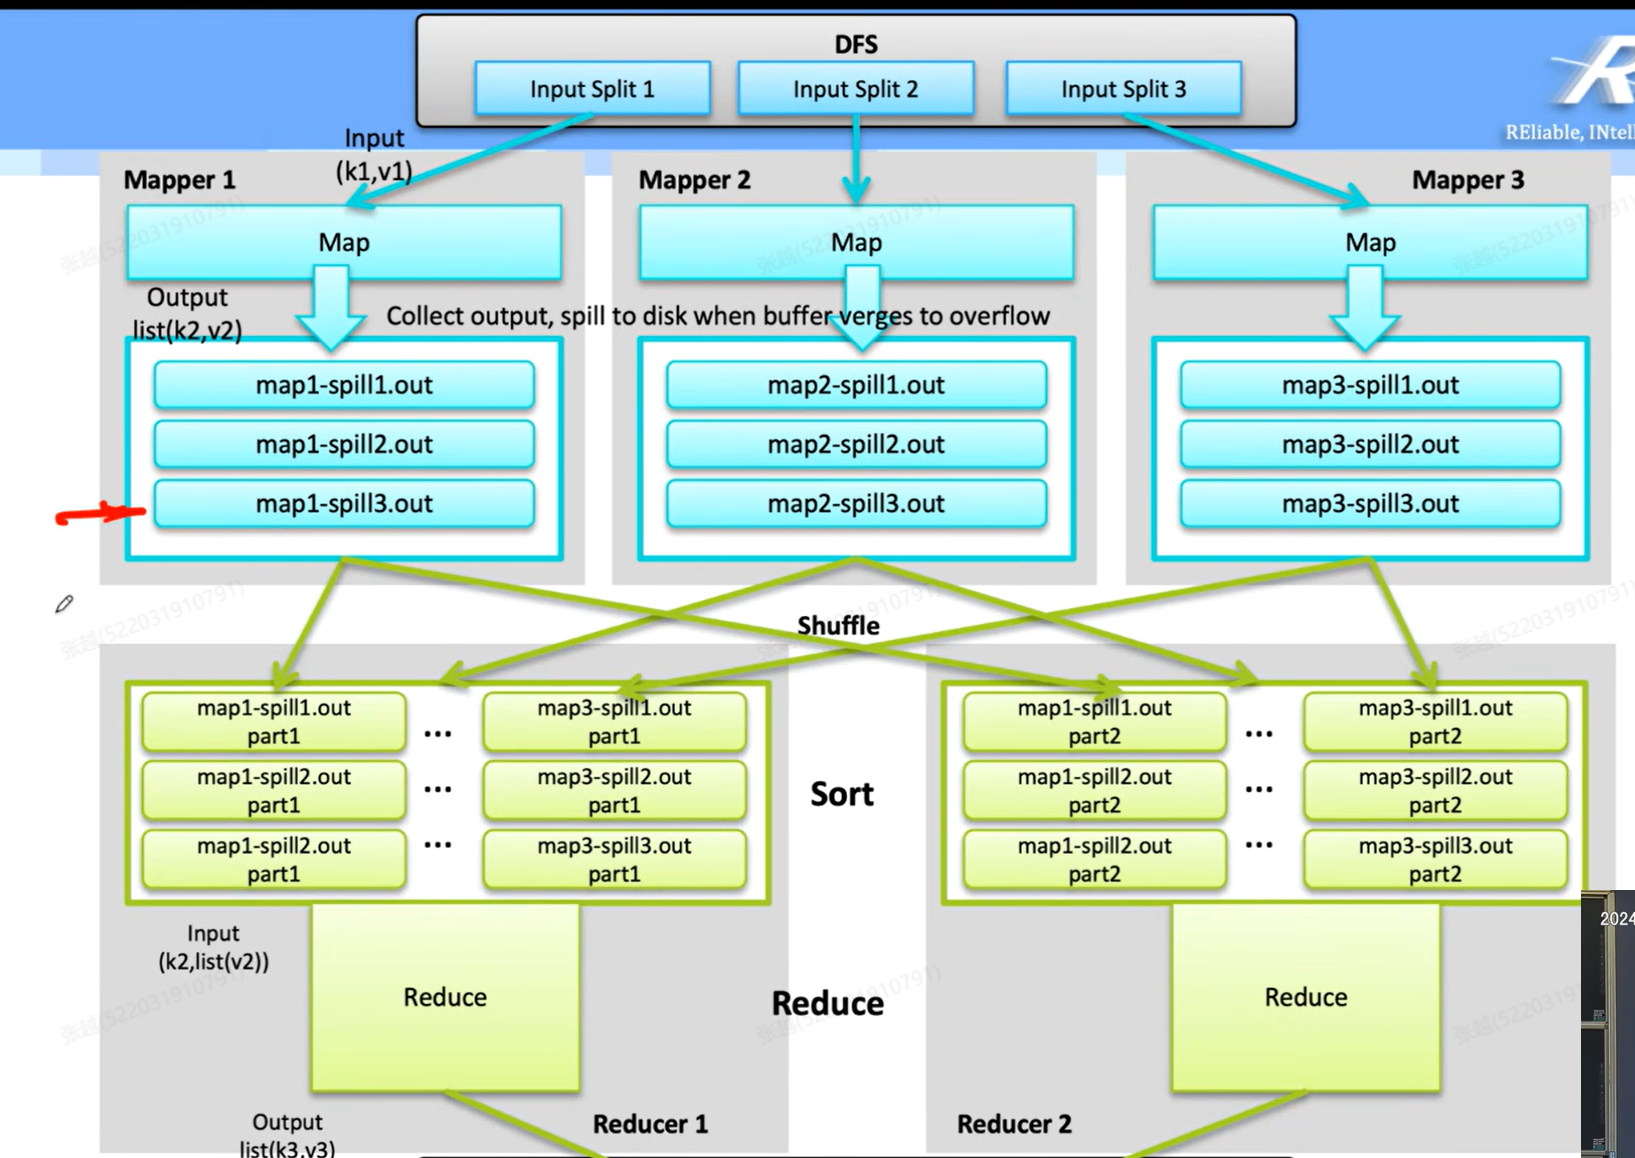 DFS
Input Split 1
Input Split 2
Input Split 3
REliable, INtell
Input
(k1,v1)
Mapper 1
Mapper 2
Mapper 3
Map
Map
Map
Output
list(k2,v2)
Collect output, spill to disk when buffer verges to overflow
map1-spill1.out
map1-spill2.out
map1-spill3.out
map2-spill1.out
map2-spill2.out
map2-spill3.out
map3-spill1.out
map3-spill2.out
map3-spill3.out
Shuffle
map1-spill1.out
part1
...
map3-spill1.out
part1
map1-spill2.out
part1
...
map3-spill2.out
part1
map1-spill2.out
part1
...
map3-spill3.out
part1
Sort
map1-spill1.out
part2
...
map3-spill1.out
part2
map1-spill2.out
part2
...
map3-spill2.out
part2
map1-spill2.out
part2
...
map3-spill3.out
part2
Input
(k2,list(v2))
Reduce
Reduce
Reduce
Output
list(k3,v3)
Reducer 1
Reducer 2
2024
张越(522031910791)